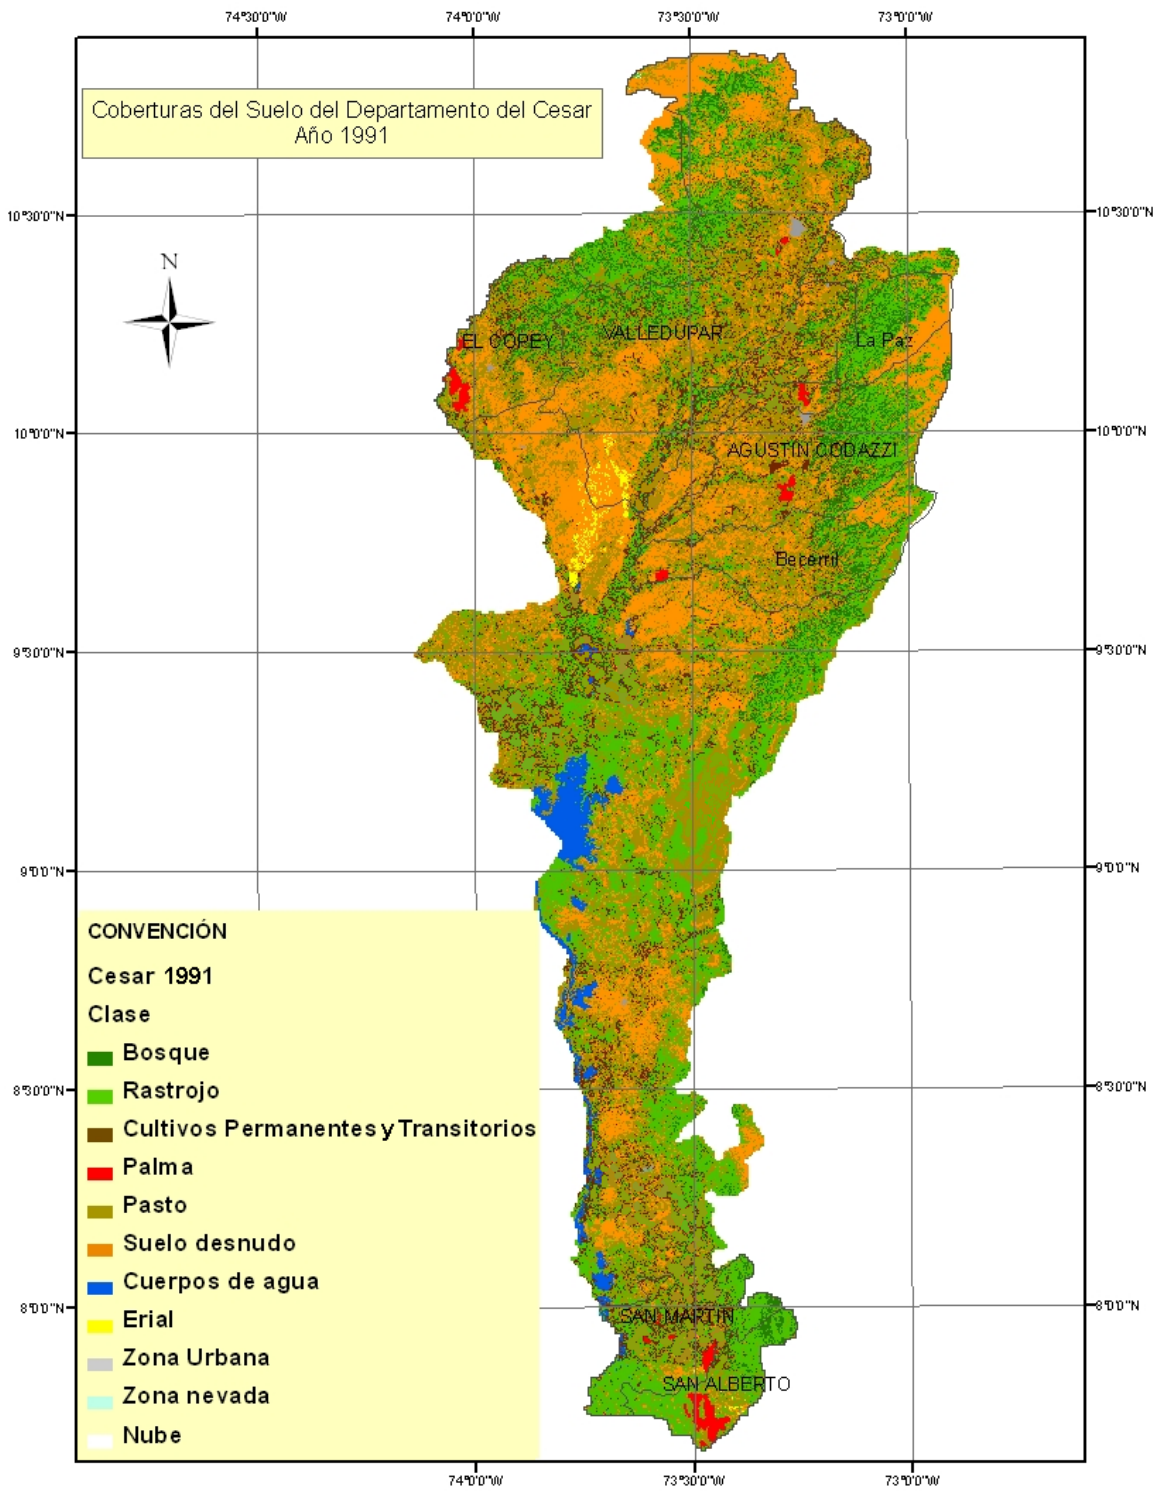 74°30'0"W 74°0'0"W 73°30'0"W 73°0'0"W
Coberturas del Suelo del Departamento del Cesar
Año 1991
10°30'0"N 10°30'0"N
N
EL COPEY VALLEDUPAR La Paz
10°0'0"N 10°0'0"N
AGUSTIN CODAZZI
Becerril
9°30'0"N 9°30'0"N
9°0'0"N 9°0'0"N
CONVENCIÓN
Cesar 1991
Clase
Bosque
Rastrojo
8°30'0"N 8°30'0"N
Cultivos Permanentes y Transitorios
Palma
Pasto
Suelo desnudo
Cuerpos de agua
8°0'0"N 8°0'0"N
Erial
SAN MARTIN
Zona Urbana
SAN ALBERTO
Zona nevada
Nube
74°0'0"W 73°30'0"W 73°0'0"W